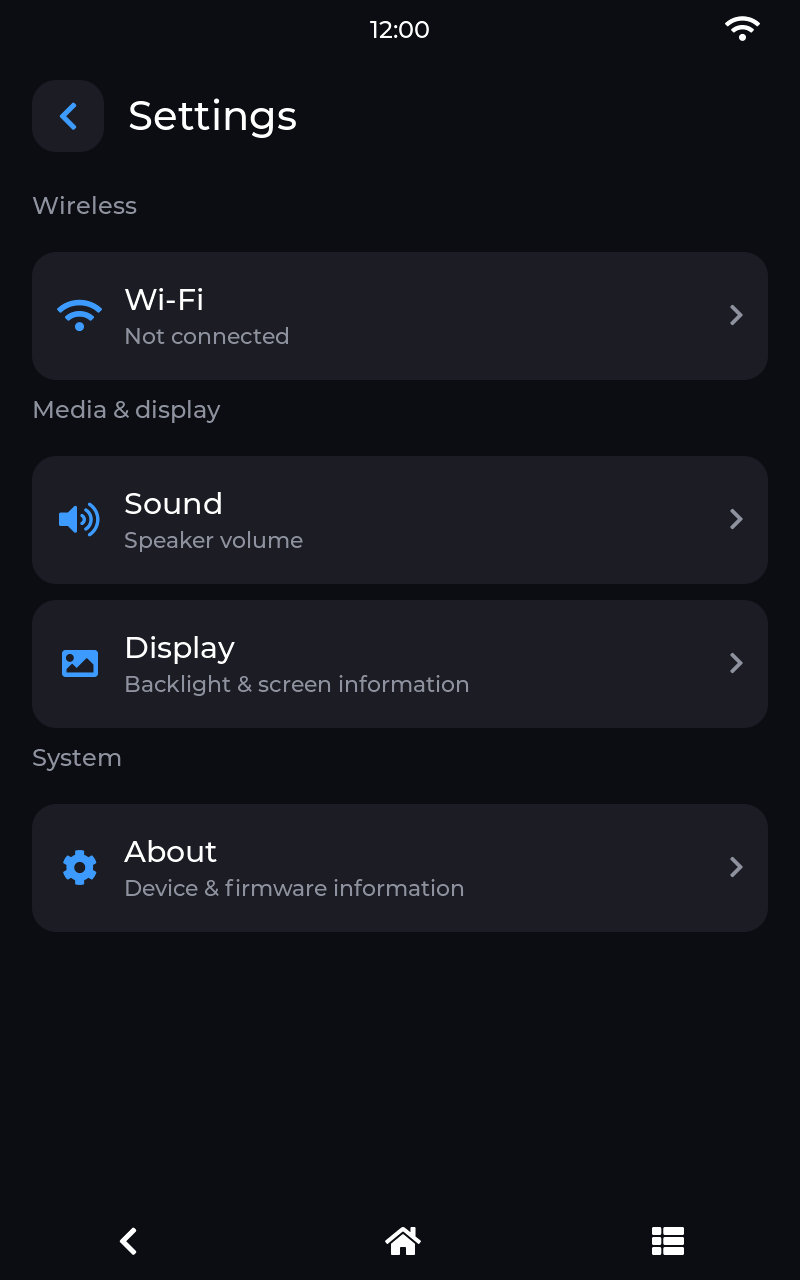 12:00
Settings
Wireless
Wi-Fi
Not connected
Media & display
Sound
Speaker volume
Display
Backlight & screen information
System
About
Device & firmware information